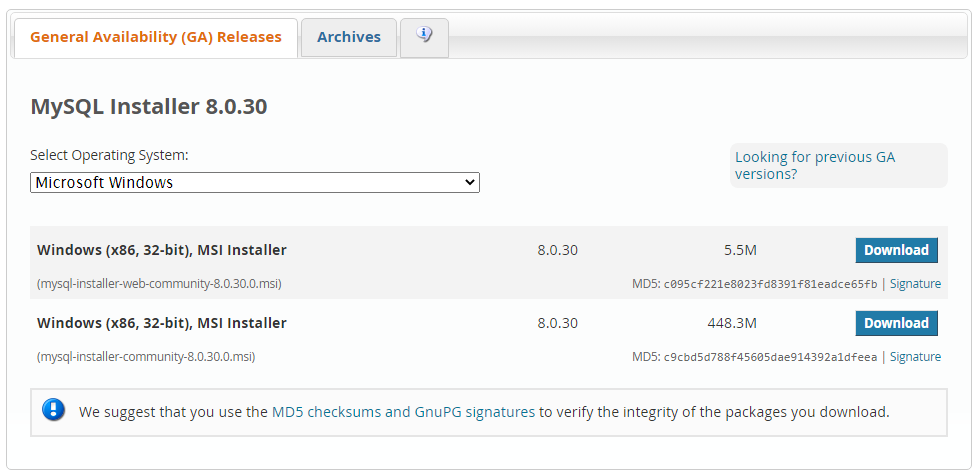 General Availability (GA) Releases
Archives
MySQL Installer 8.0.30
Select Operating System:
Looking for previous GA
versions?
Microsoft Windows
Windows (x86, 32-bit), MSI Installer 8.0.30 5.5M Download
(mysql-installer-web-community-8.0.30.0.msi) MD5: c095cf221e8023fd8391f81eadce65fb | Signature
Windows (x86, 32-bit), MSI Installer 8.0.30 448.3M Download
(mysql-installer-community-8.0.30.0.msi) MD5: c9cbd5d788f45605dae914392a1dfeea | Signature
We suggest that you use the MD5 checksums and GnuPG signatures to verify the integrity of the packages you download.